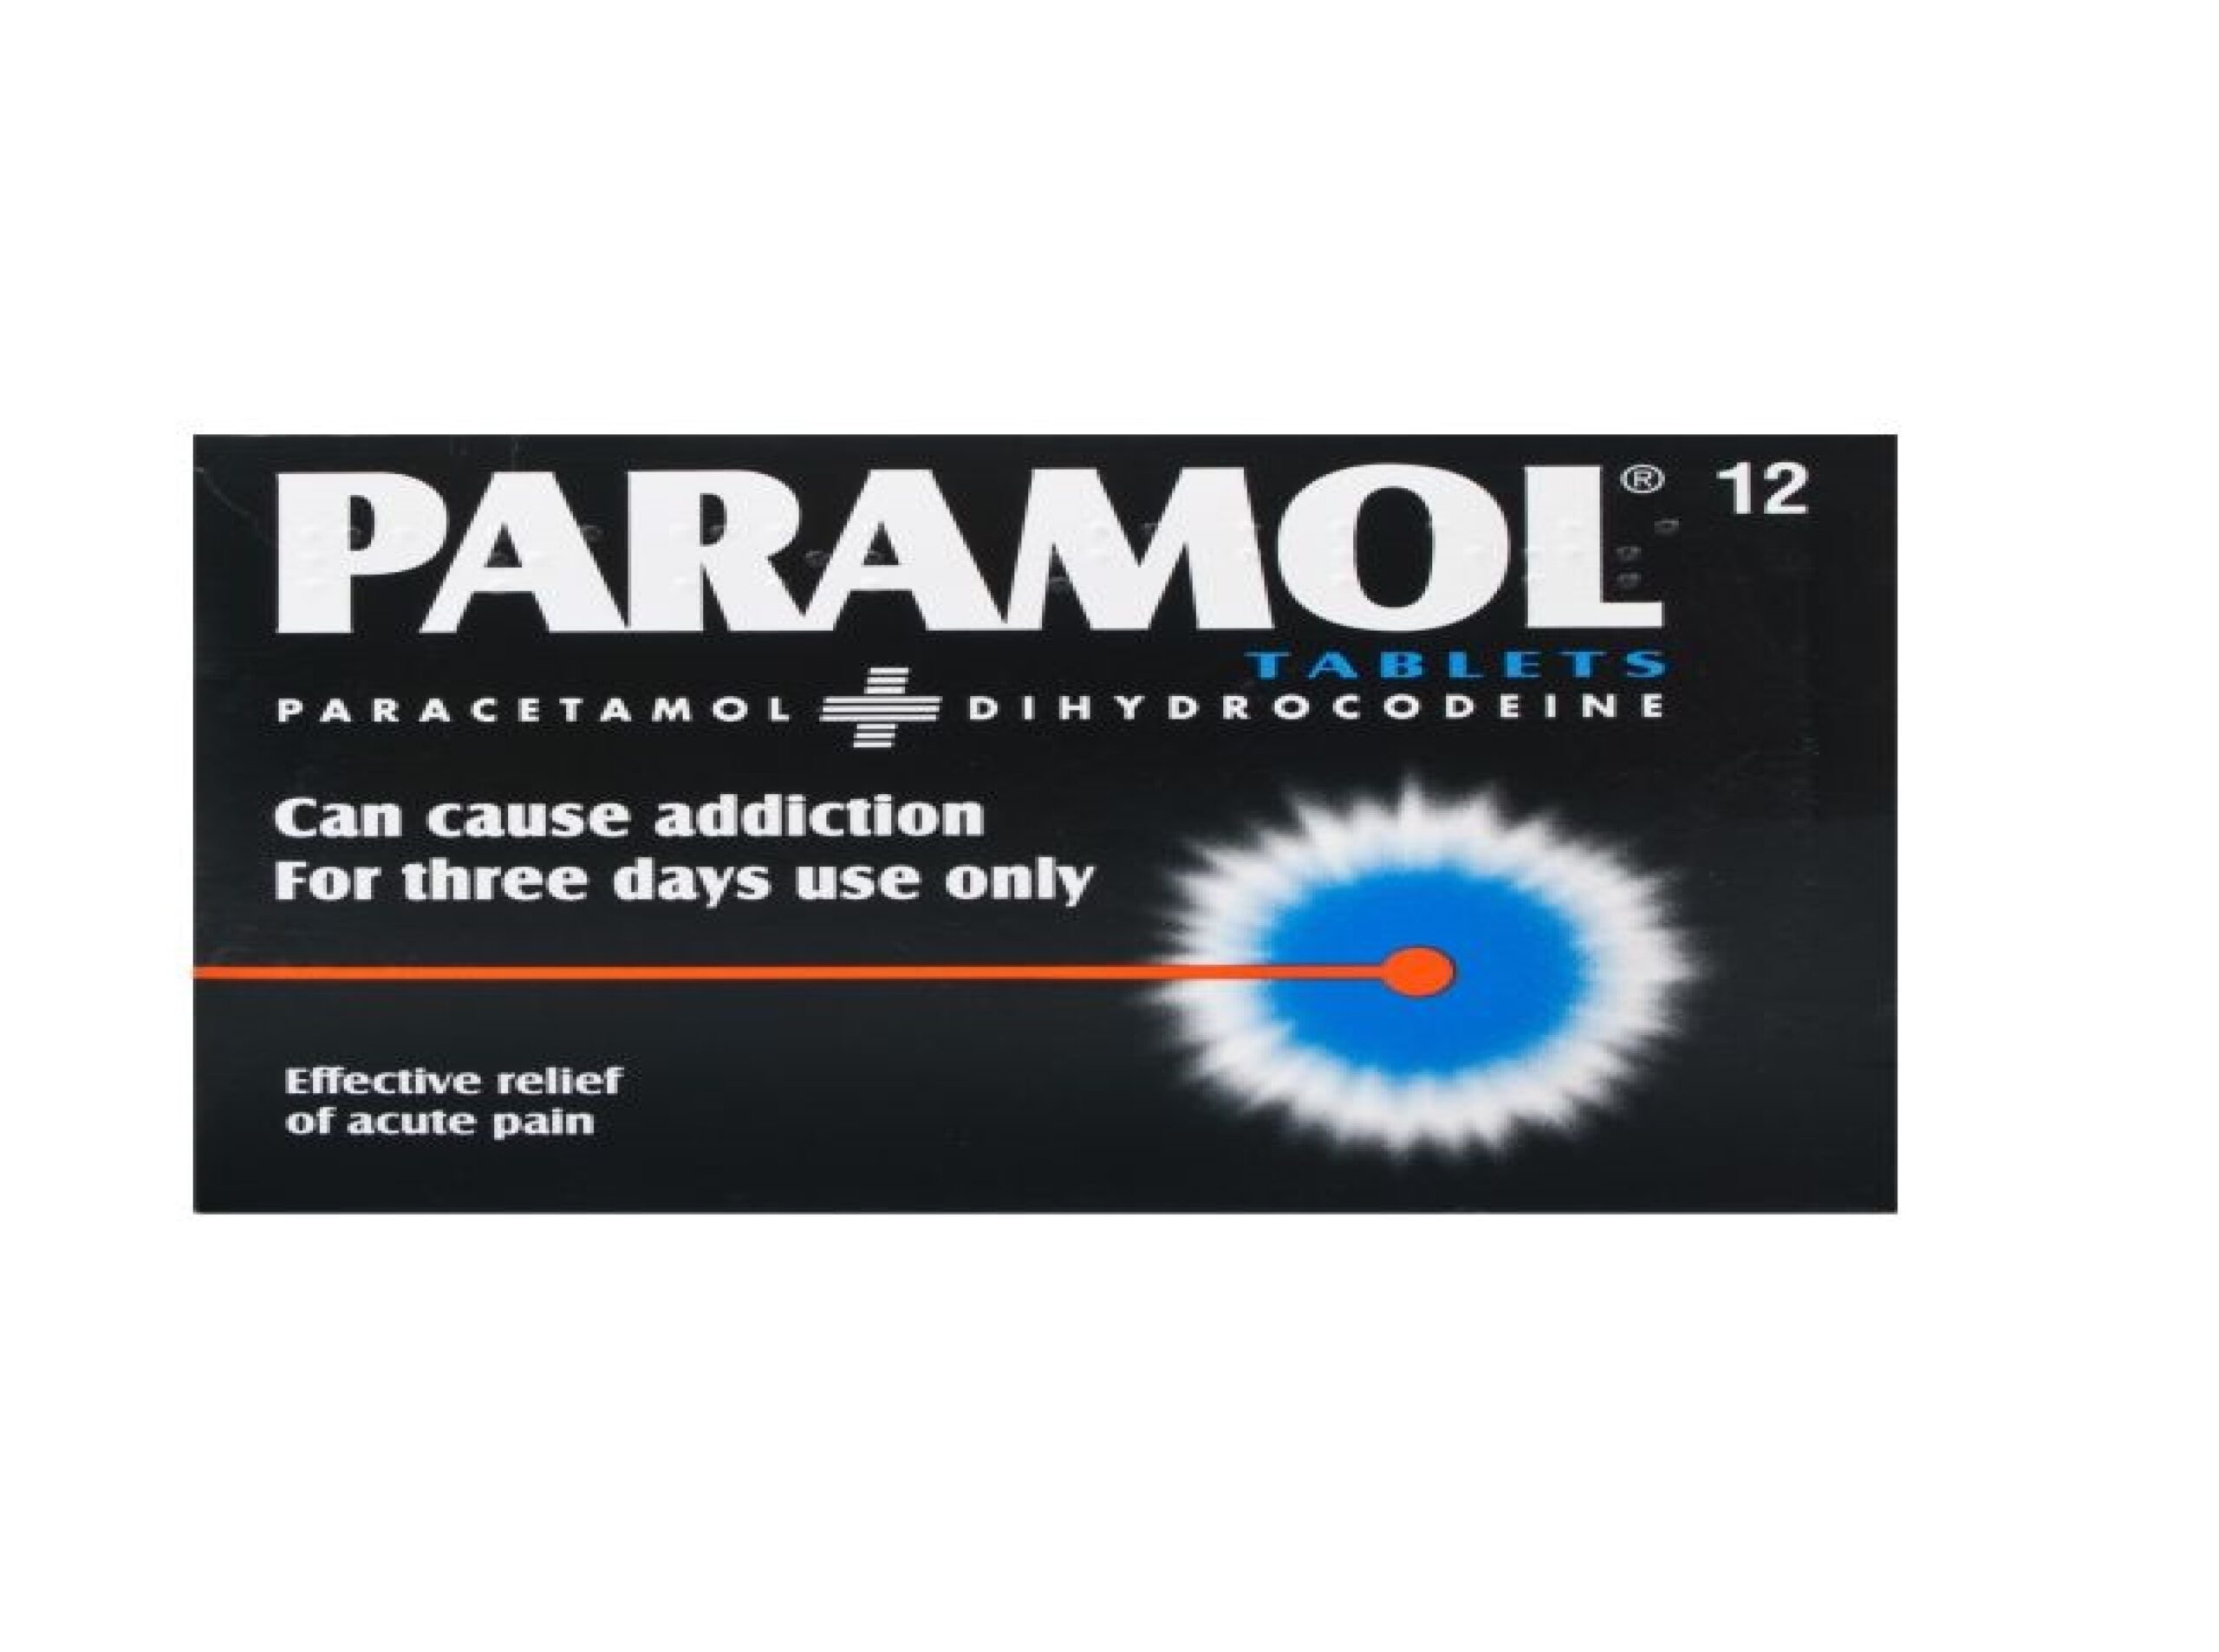 PARAMOL® 12
TABLETS
PARACETAMOL + DIHYDROCODEINE
Can cause addiction
For three days use only
Effective relief
of acute pain